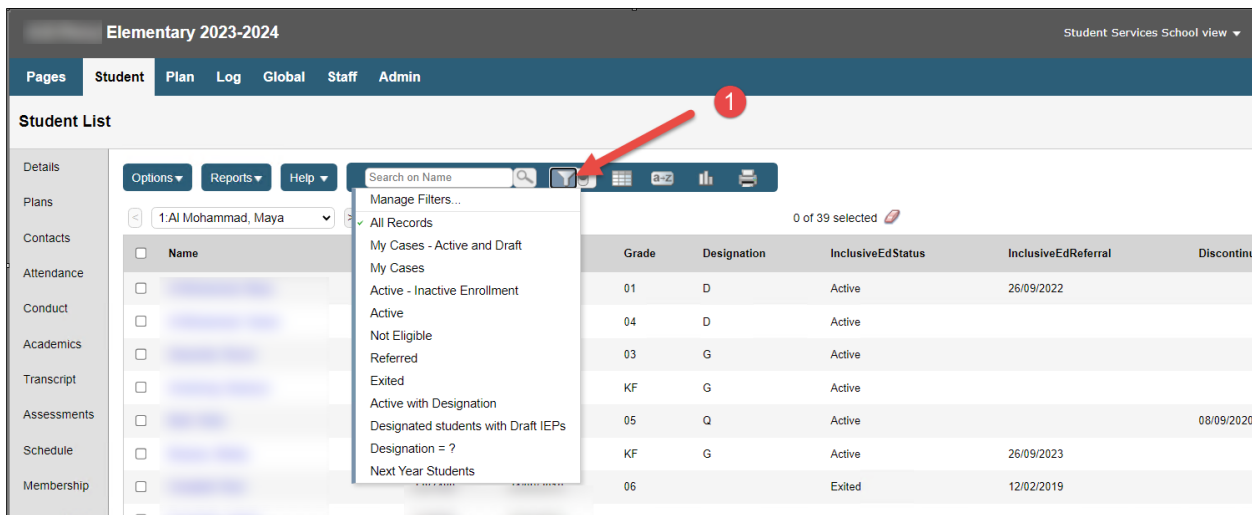 Elementary 2023-2024
Student Services School view
Pages Student Plan Log Global Staff Admin
1
Student List
Details
Plans
Contacts
Attendance
Conduct
Academics
Transcript
Assessments
Schedule
Membership
Options Reports Help Search on Name a-z
1:Al Mohammad, Maya
0 of 39 selected
Manage Filters...
All Records
My Cases - Active and Draft
My Cases
Active - Inactive Enrollment
Active
Not Eligible
Referred
Exited
Active with Designation
Designated students with Draft IEPs
Designation = ?
Next Year Students
Name Grade Designation InclusiveEdStatus InclusiveEdReferral Discontinu
01 D Active 26/09/2022
04 D Active
03 G Active
KF G Active
05 Q Active 08/09/2020
KF G Active 26/09/2023
06 Exited 12/02/2019